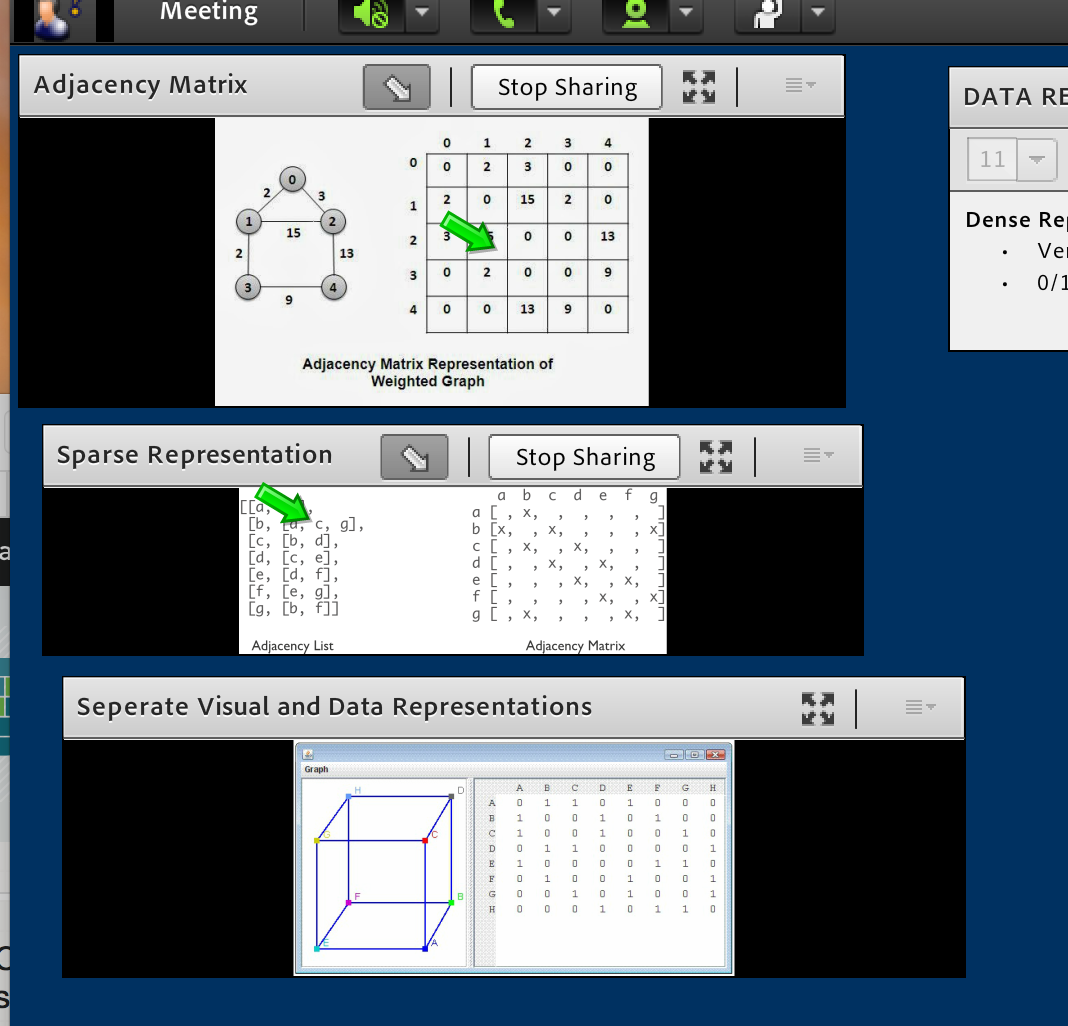 Meeting
Adjacency Matrix
Stop Sharing
DATA RE
11
Dense Rep
• Ver
• 0/1
0 1 2 3 4
0 0 2 3 0 0
1 2 0 15 2 0
2 3 0 0 13
3 0 2 0 0 9
4 0 0 13 9 0
0
2 3
1 2
15
2 13
3 4
9
Adjacency Matrix Representation of
Weighted Graph
Sparse Representation
Stop Sharing
[[a,
[b, [a, c, g],
[c, [b, d],
[d, [c, e],
[e, [d, f],
[f, [e, g],
[g, [b, f]]
Adjacency List
a b c d e f g
a [ , x, , , , , ]
b [x, , x, , , , x]
c [ , x, , x, , , ]
d [ , , x, , x, , ]
e [ , , , x, , x, ]
f [ , , , , x, , x]
g [ , x, , , , x, ]
Adjacency Matrix
Seperate Visual and Data Representations
Graph
H D
G C
F B
E A
A B C D E F G H
A 0 1 1 0 1 0 0 0
B 1 0 0 1 0 1 0 0
C 1 0 0 1 0 0 1 0
D 0 1 1 0 0 0 0 1
E 1 0 0 0 0 1 1 0
F 0 1 0 0 1 0 0 1
G 0 0 1 0 1 0 0 1
H 0 0 0 1 0 1 1 0